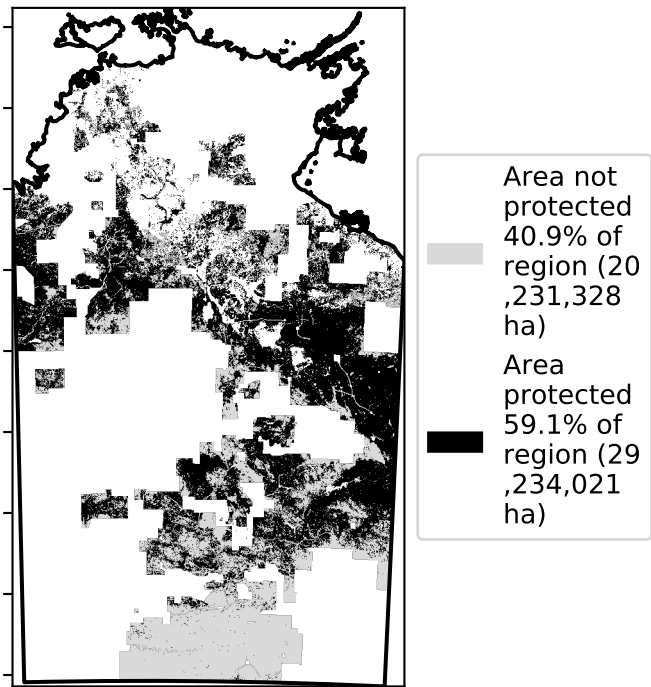 Area not
protected
40.9% of
region (20
,231,328
ha)
Area
protected
59.1% of
region (29
,234,021
ha)